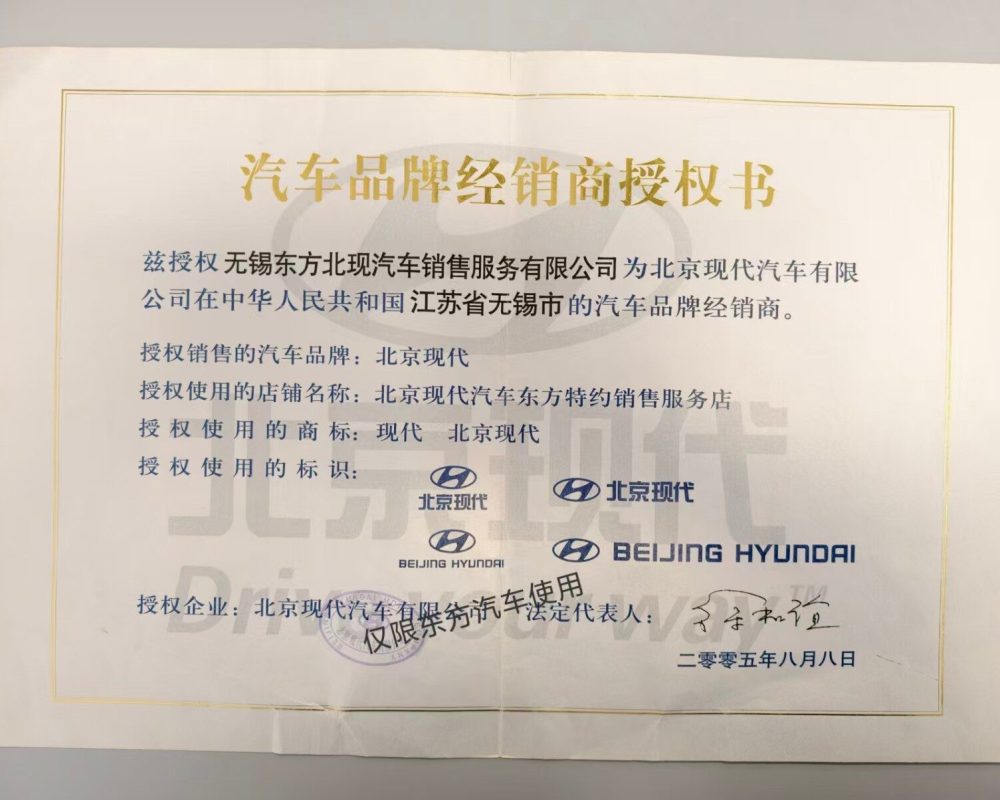 汽车品牌经销商授权书
兹授权 无锡东方北现汽车销售服务有限公司 为北京现代汽车有限
公司在中华人民共和国 江苏省无锡市 的汽车品牌经销商。
授权销售的汽车品牌：北京现代
授权使用的店铺名称：北京现代汽车东方特约销售服务店
授权使用的商标：现代 北京现代
授权使用的标识：
北京现代
北京现代
BEIJING HYUNDAI
BEIJING HYUNDAI
授权企业：北京现代汽车有限公司 法定代表人：
仅限东方汽车使用
二零零五年八月八日
北京现代
Drive your way™